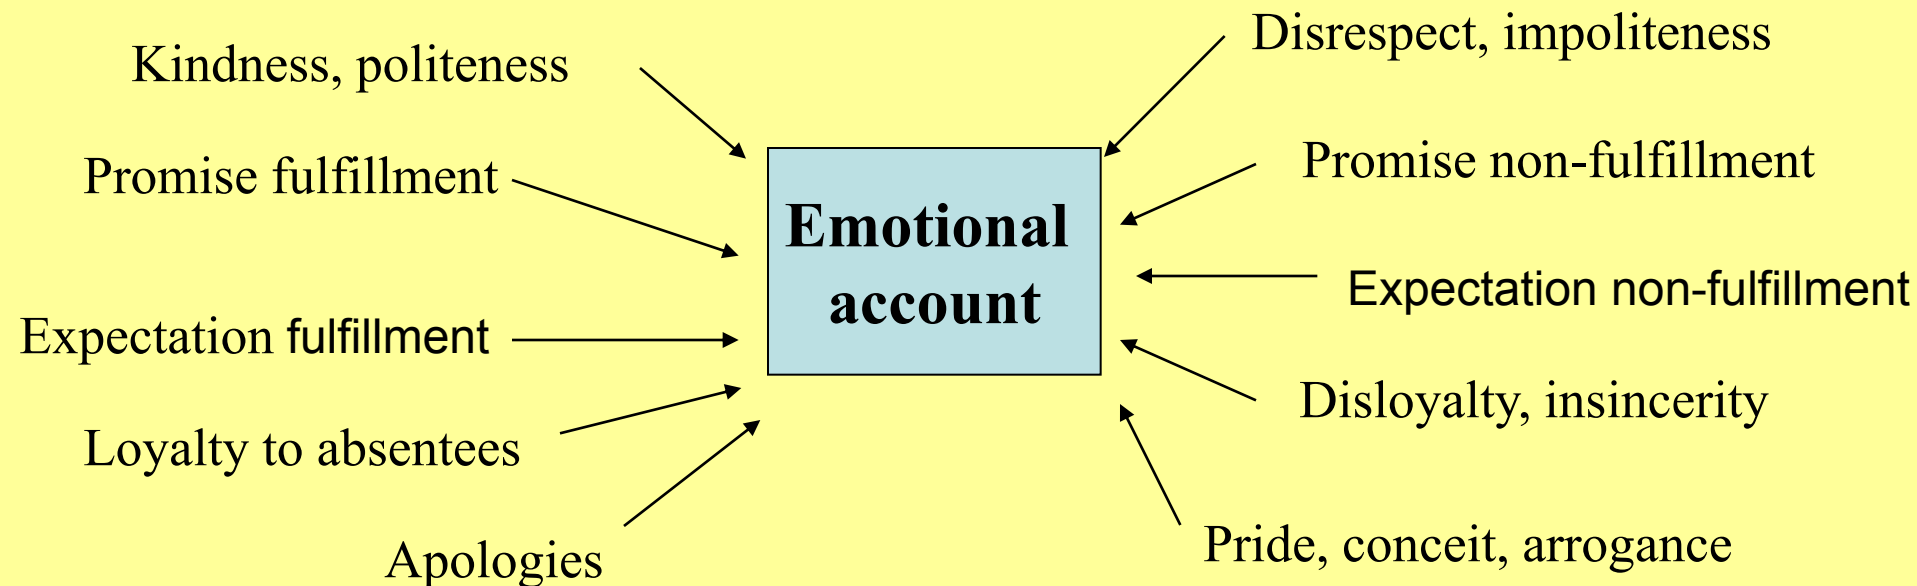 Kindness, politeness
Promise fulfillment
Expectation fulfillment
Loyalty to absentees
Apologies
Emotional
account
Disrespect, impoliteness
Promise non-fulfillment
Expectation non-fulfillment
Disloyalty, insincerity
Pride, conceit, arrogance